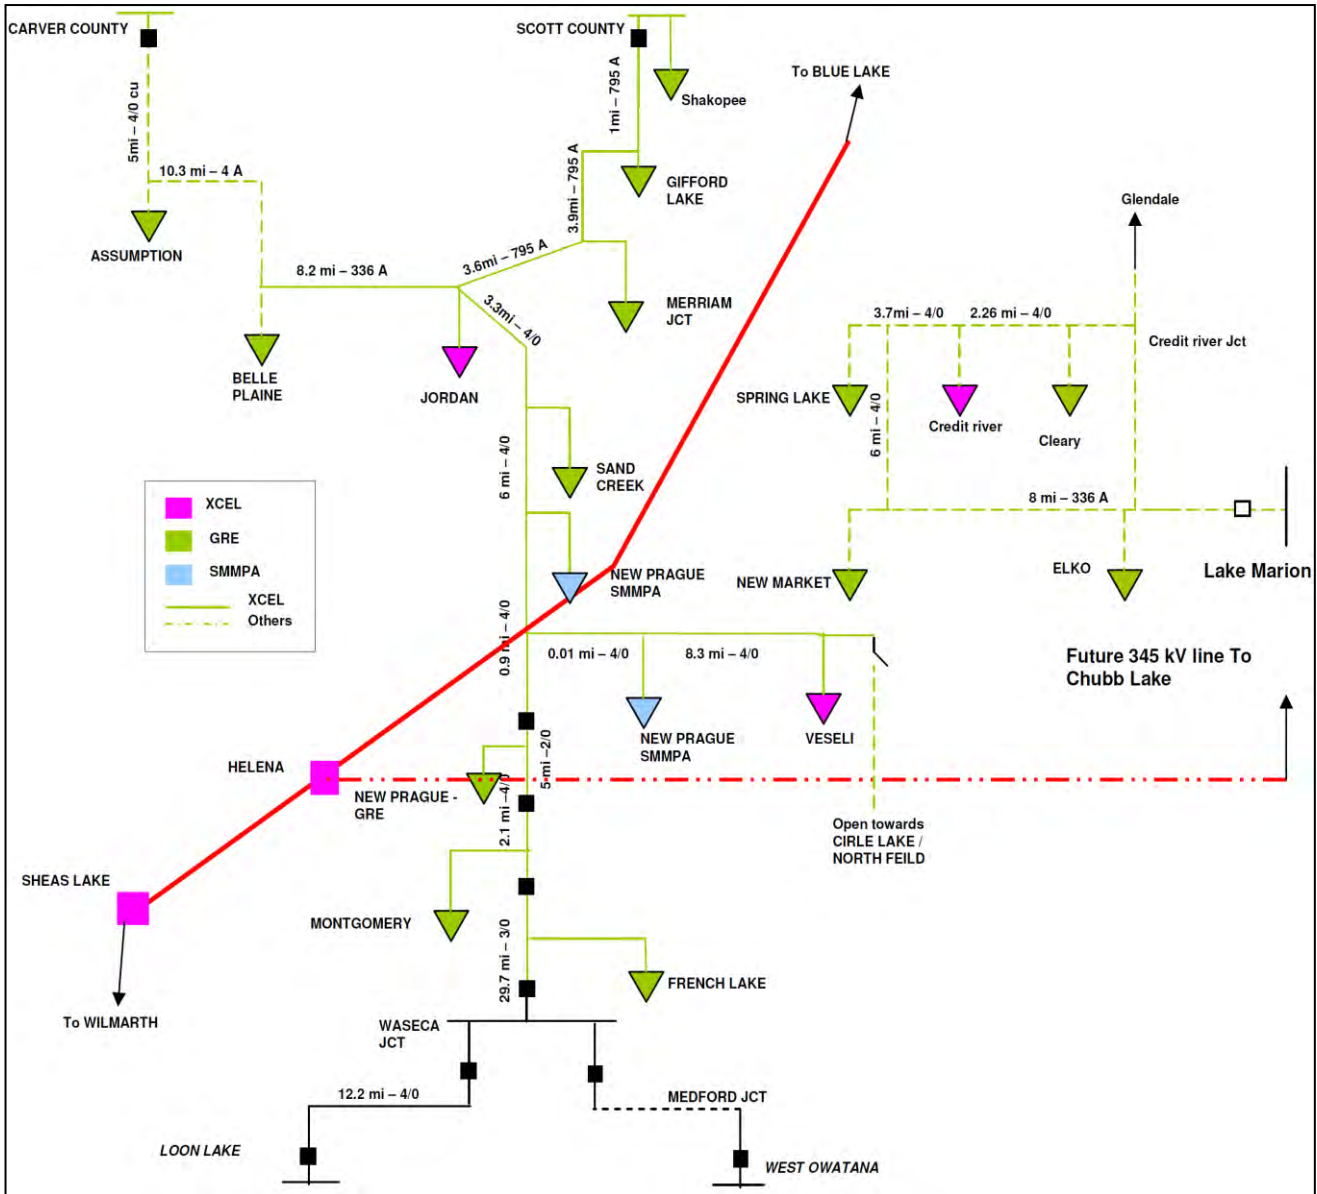 CARVER COUNTY
SCOTT COUNTY
To BLUE LAKE
Shakopee
1mi – 795 A
5mi – 4/0 cu
10.3 mi – 4 A
3.9mi – 795 A
GIFFORD
LAKE
Glendale
ASSUMPTION
8.2 mi – 336 A
3.6mi – 795 A
MERRIAM
JCT
3.3mi – 4/0
3.7mi – 4/0
2.26 mi – 4/0
Credit river Jct
BELLE
PLAINE
JORDAN
SPRING LAKE
Credit river
Cleary
6 mi – 4/0
6 mi – 4/0
SAND
CREEK
8 mi – 336 A
XCEL
GRE
SMMPA
XCEL
Others
NEW PRAGUE
SMMPA
NEW MARKET
ELKO
Lake Marion
0.9 mi – 4/0
0.01 mi – 4/0
8.3 mi – 4/0
Future 345 kV line To
Chubb Lake
NEW PRAGUE
SMMPA
VESELI
HELENA
5 mi –2/0
NEW PRAGUE -
GRE
2.1 mi –4/0
Open towards
CIRLE LAKE /
NORTH FEILD
SHEAS LAKE
MONTGOMERY
29.7 mi – 3/0
FRENCH LAKE
To WILMARTH
WASECA
JCT
12.2 mi – 4/0
MEDFORD JCT
LOON LAKE
WEST OWATANA